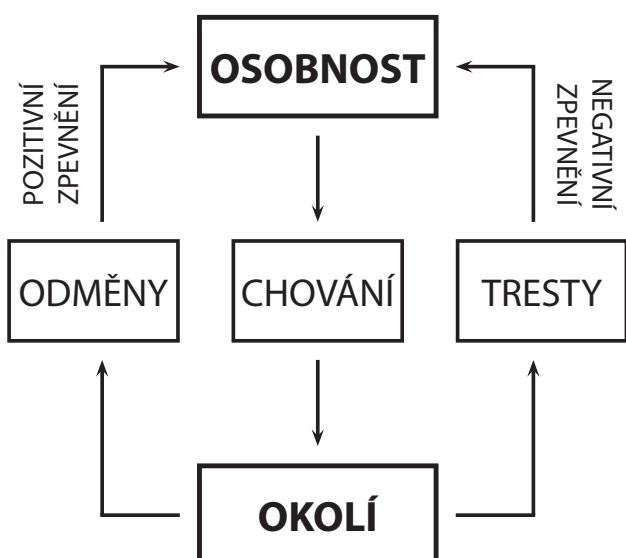 OSOBNOST
POZITIVNÍ
ZPEVNĚNÍ
NEGATIVNÍ
ZPEVNĚNÍ
ODMĚNY
CHOVÁNÍ
TRESTY
OKOLÍ